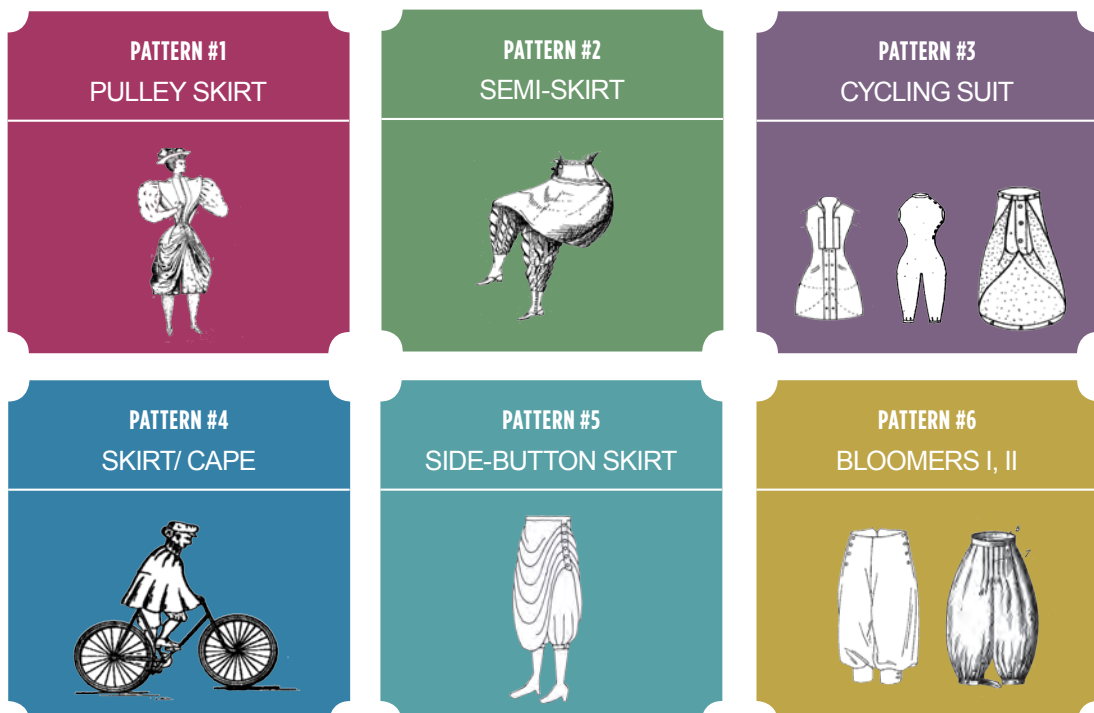 PATTERN #1
PULLEY SKIRT
PATTERN #2
SEMI-SKIRT
PATTERN #3
CYCLING SUIT
PATTERN #4
SKIRT/ CAPE
PATTERN #5
SIDE-BUTTON SKIRT
PATTERN #6
BLOOMERS I, II